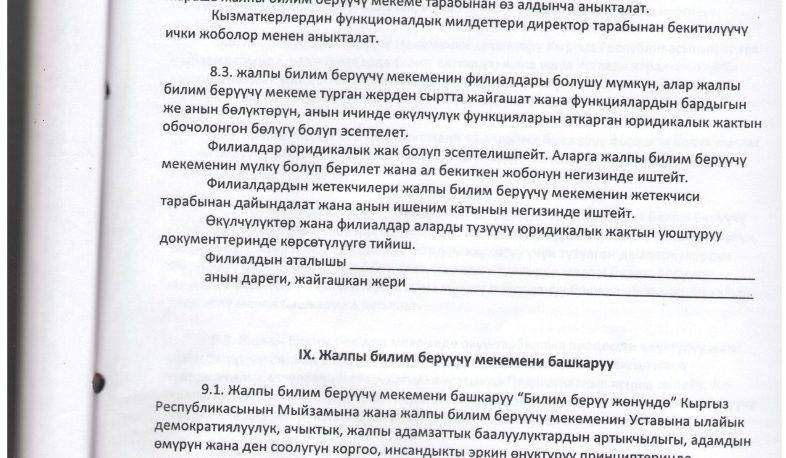 жалпы билим берүүчү мекеме тарабынан өз алдынча аныкталат.
Кызматкерлердин функционалдык милдеттери директор тарабынан бекитилүүчү
ички жоболор менен аныкталат.
8.3. жалпы билим берүүчү мекеменин филиалдары болушу мүмкүн, алар жалпы
билим берүүчү мекеме турган жерден сыртта жайгашат жана функциялардын бардыгын
же анын бөлүктөрүн, анын ичинде өкүлчүлүк функцияларын аткарган юридикалык жактын
обочолонгон бөлүгү болуп эсептелет.
Филиалдар юридикалык жак болуп эсептелишпейт. Аларга жалпы билим берүүчү
мекеменин мүлкү болуп берилет жана ал бекиткен жобонун негизинде иштейт.
Филиалдардын жетекчилери жалпы билим берүүчү мекеменин жетекчиси
тарабынан дайындалат жана анын ишеним катынын негизинде иштейт.
Өкүлчүлүктөр жана филиалдар аларды түзүүчү юридикалык жактын уюштуруу
документтеринде көрсөтүлүүгө тийиш.
Филиалдын аталышы
анын дареги, жайгашкан жери
IX. Жалпы билим берүүчү мекемени башкаруу
9.1. Жалпы билим берүүчү мекемени башкаруу “Билим берүү жөнүндө” Кыргыз
Республикасынын Мыйзамына жана жалпы билим берүүчү мекеменин Уставына ылайык
демократиялуулук, ачыктык, жалпы адамзаттык баалуулуктардын артыкчылыгы, адамдын
өмүрүн жана ден соолугун коргоо, инсандыкты эркин өнүктүрүү принциптеринде